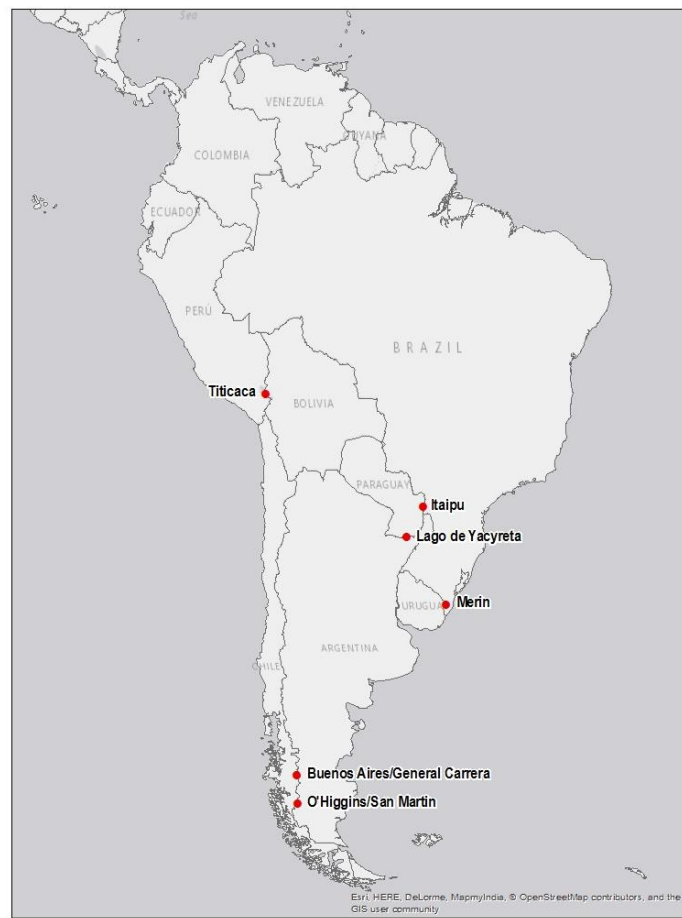 Sea
VENEZUELA
GUYANA
COLOMBIA
ECUADOR
PERÚ
BRAZIL
Titicaca
BOLIVIA
PARAGUAY
Itaipu
Lago de Yacyreta
Merin
URUGUA
ARGENTINA
CHILE
Buenos Aires/General Carrera
O'Higgins/San Martin
Esri, HERE, DeLorme, MapmyIndia, © OpenStreetMap contributors, and the
GIS user community